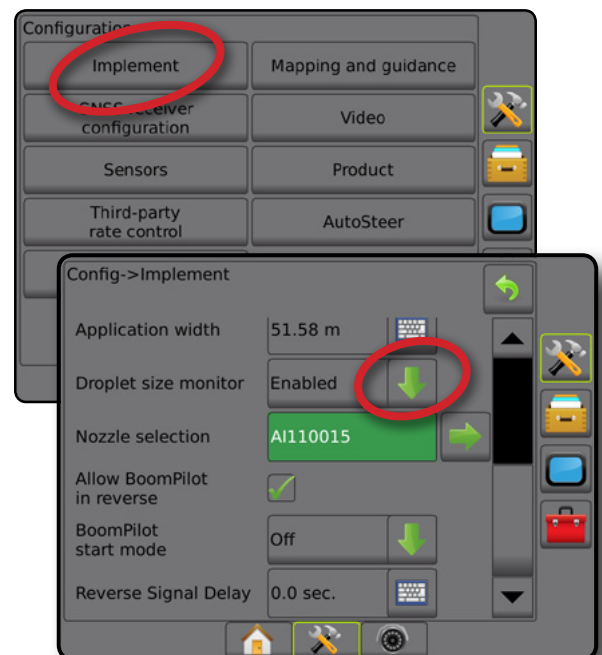 Configuration
Implement
Mapping and guidance
GNSS receiver
configuration
Video
Sensors
Product
Third-party
rate control
AutoSteer
Config->Implement
Application width
51.58 m
Droplet size monitor
Enabled
Nozzle selection
AI110015
Allow BoomPilot
in reverse
BoomPilot
start mode
Off
Reverse Signal Delay
0.0 sec.